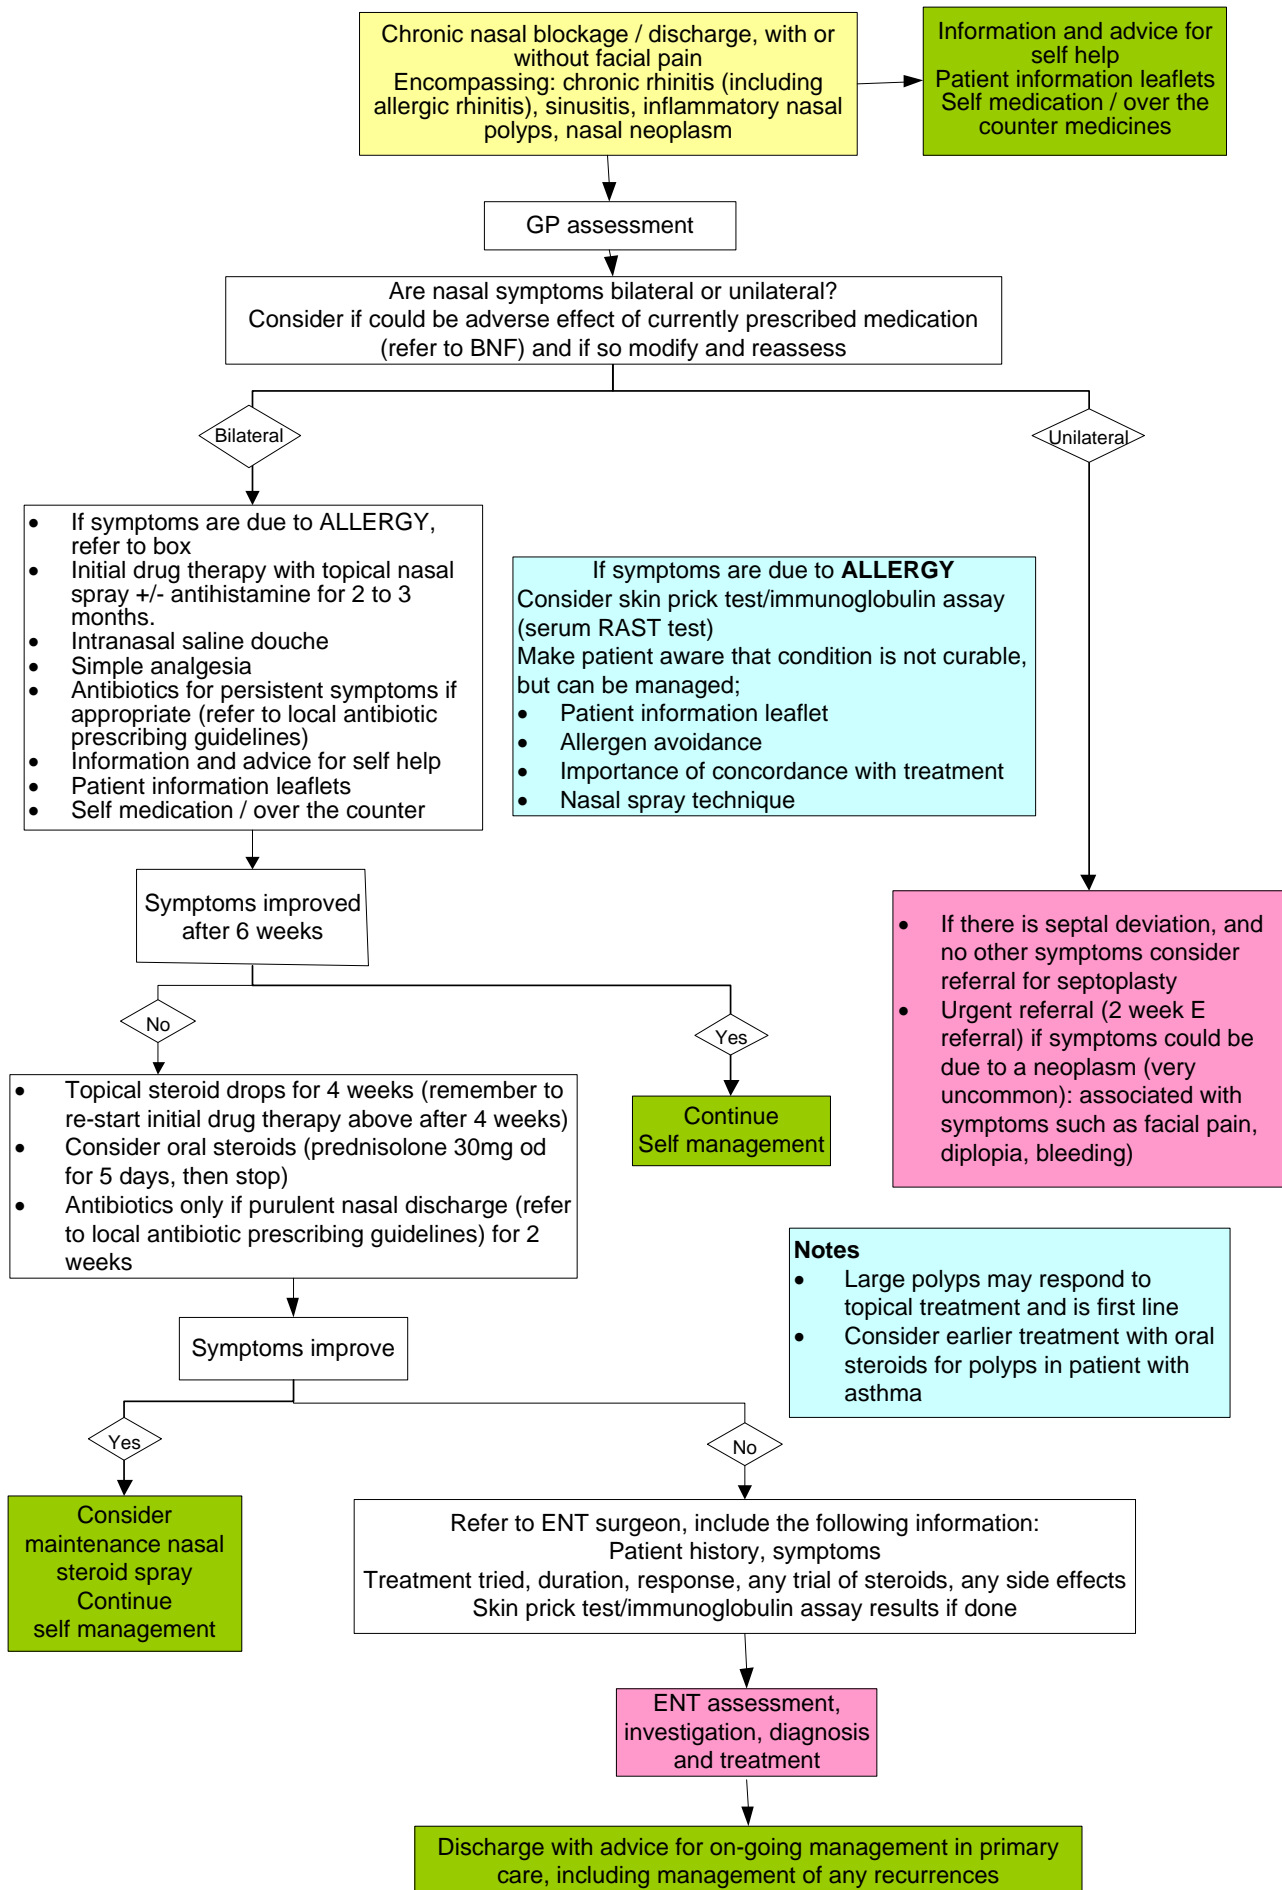 Chronic nasal blockage / discharge, with or
without facial pain
Encompassing: chronic rhinitis (including
allergic rhinitis), sinusitis, inflammatory nasal
polyps, nasal neoplasm
Information and advice for
self help
Patient information leaflets
Self medication / over the
counter medicines
GP assessment
Are nasal symptoms bilateral or unilateral?
Consider if could be adverse effect of currently prescribed medication
(refer to BNF) and if so modify and reassess
Bilateral
Unilateral
• If symptoms are due to ALLERGY,
refer to box
• Initial drug therapy with topical nasal
spray +/- antihistamine for 2 to 3
months.
• Intranasal saline douche
• Simple analgesia
• Antibiotics for persistent symptoms if
appropriate (refer to local antibiotic
prescribing guidelines)
• Information and advice for self help
• Patient information leaflets
• Self medication / over the counter
If symptoms are due to ALLERGY
Consider skin prick test/immunoglobulin assay
(serum RAST test)
Make patient aware that condition is not curable,
but can be managed;
• Patient information leaflet
• Allergen avoidance
• Importance of concordance with treatment
• Nasal spray technique
Symptoms improved
after 6 weeks
• If there is septal deviation, and
no other symptoms consider
referral for septoplasty
• Urgent referral (2 week E
referral) if symptoms could be
due to a neoplasm (very
uncommon): associated with
symptoms such as facial pain,
diplopia, bleeding)
No
Yes
• Topical steroid drops for 4 weeks (remember to
re-start initial drug therapy above after 4 weeks)
• Consider oral steroids (prednisolone 30mg od
for 5 days, then stop)
• Antibiotics only if purulent nasal discharge (refer
to local antibiotic prescribing guidelines) for 2
weeks
Continue
Self management
Notes
• Large polyps may respond to
topical treatment and is first line
• Consider earlier treatment with oral
steroids for polyps in patient with
asthma
Symptoms improve
Yes
No
Consider
maintenance nasal
steroid spray
Continue
self management
Refer to ENT surgeon, include the following information:
Patient history, symptoms
Treatment tried, duration, response, any trial of steroids, any side effects
Skin prick test/immunoglobulin assay results if done
ENT assessment,
investigation, diagnosis
and treatment
Discharge with advice for on-going management in primary
care, including management of any recurrences